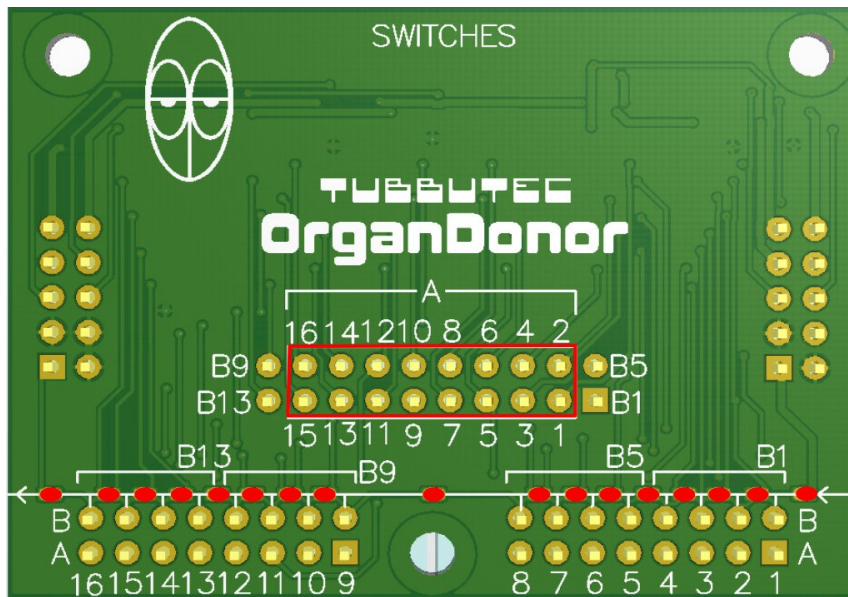 SWITCHES
TUBBUTEC
OrganDonor
A
16 14 12 10 8 6 4 2
B9 B5
B13 B1
15 13 11 9 7 5 3 1
B13 B9 B5 B1
B B
A A
16 15 14 13 12 11 10 9 8 7 6 5 4 3 2 1